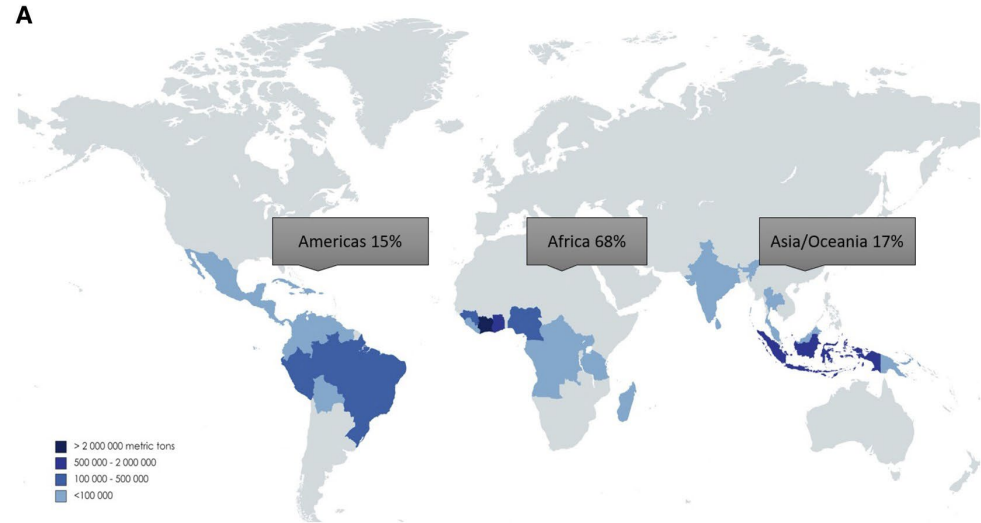 A
Americas 15%
Africa 68%
Asia/Oceania 17%
> 2 000 000 metric tons
500 000 - 2 000 000
100 000 - 500 000
<100 000